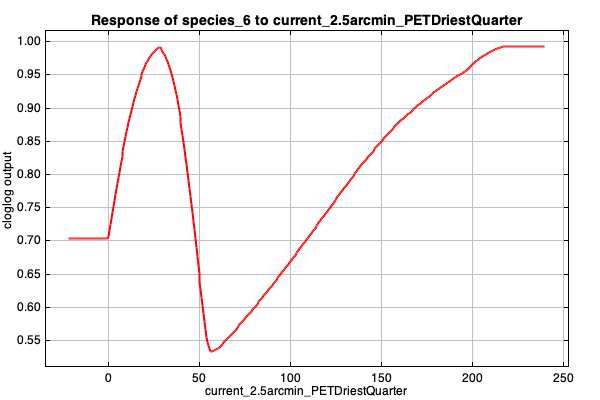 Response of species_6 to current_2.5arcmin_PETDriestQuarter
cloglog output
1.00
0.95
0.90
0.85
0.80
0.75
0.70
0.65
0.60
0.55
0 50 100 150 200 250
current_2.5arcmin_PETDriestQuarter